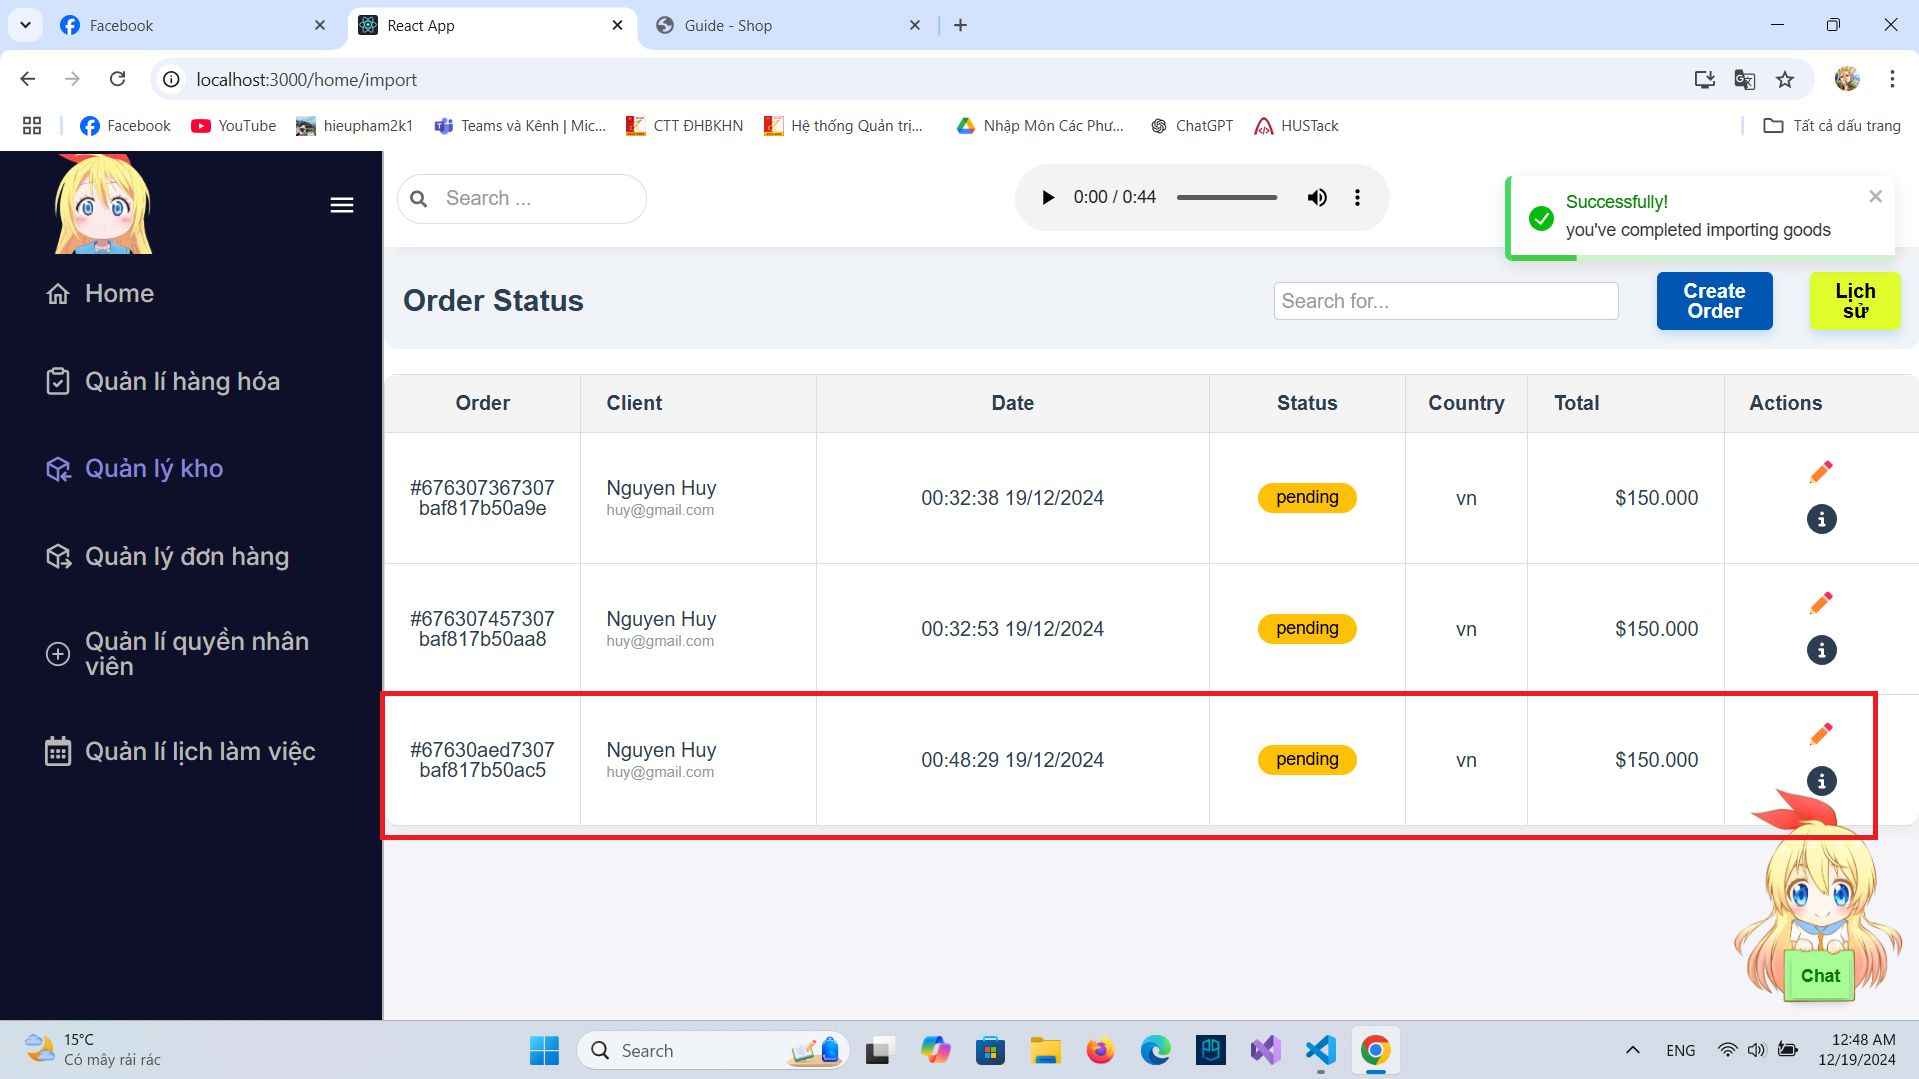 Facebook
React App
Guide - Shop
localhost:3000/home/import
Facebook
YouTube
hieupham2k1
Teams và Kênh | Mic...
CTT ĐHBKHN
Hệ thống Quản trị...
Nhập Môn Các Phư...
ChatGPT
HUSTack
Tất cả dấu trang
Search ...
0:00 / 0:44
Successfully!
you've completed importing goods
Home
Quản lí hàng hóa
Quản lý kho
Quản lý đơn hàng
Quản lí quyền nhân
viên
Quản lí lịch làm việc
Order Status
Search for...
Create
Order
Lịch
sử
Order Client Date Status Country Total Actions
#676307367307
baf817b50a9e
Nguyen Huy
huy@gmail.com
00:32:38 19/12/2024
pending
vn
$150.000
#676307457307
baf817b50aa8
Nguyen Huy
huy@gmail.com
00:32:53 19/12/2024
pending
vn
$150.000
#67630aed7307
baf817b50ac5
Nguyen Huy
huy@gmail.com
00:48:29 19/12/2024
pending
vn
$150.000
Chat
15°C
Có mây rải rác
Search
ENG
12:48 AM
12/19/2024